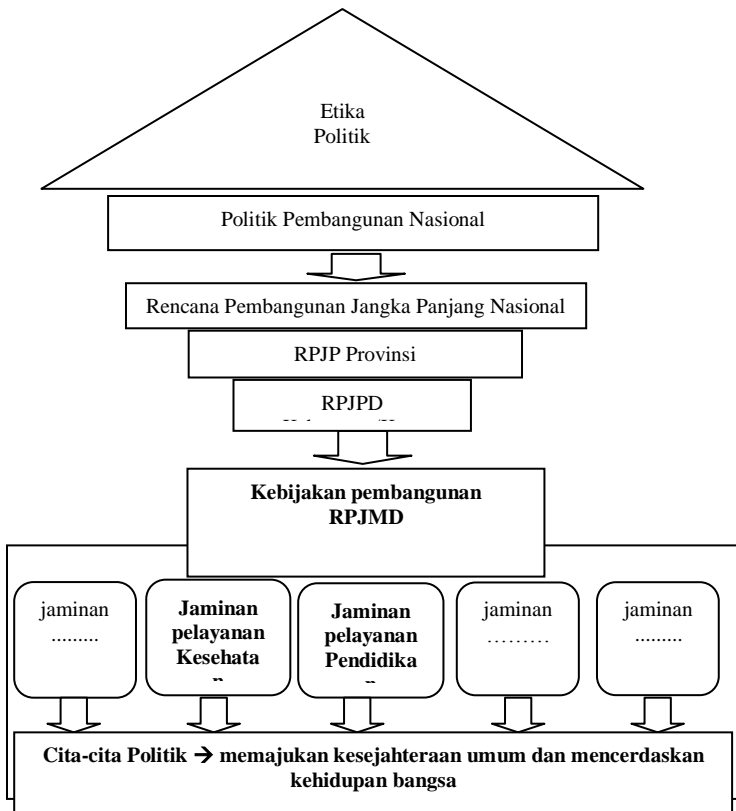 Etika
Politik
Politik Pembangunan Nasional
Rencana Pembangunan Jangka Panjang Nasional
RPJP Provinsi
RPJPD
Kebijakan pembangunan
RPJMD
jaminan
.........
Jaminan
pelayanan
Kesehata
n
Jaminan
pelayanan
Pendidika
n
jaminan
.........
jaminan
.........
Cita-cita Politik → memajukan kesejahteraan umum dan mencerdaskan
kehidupan bangsa